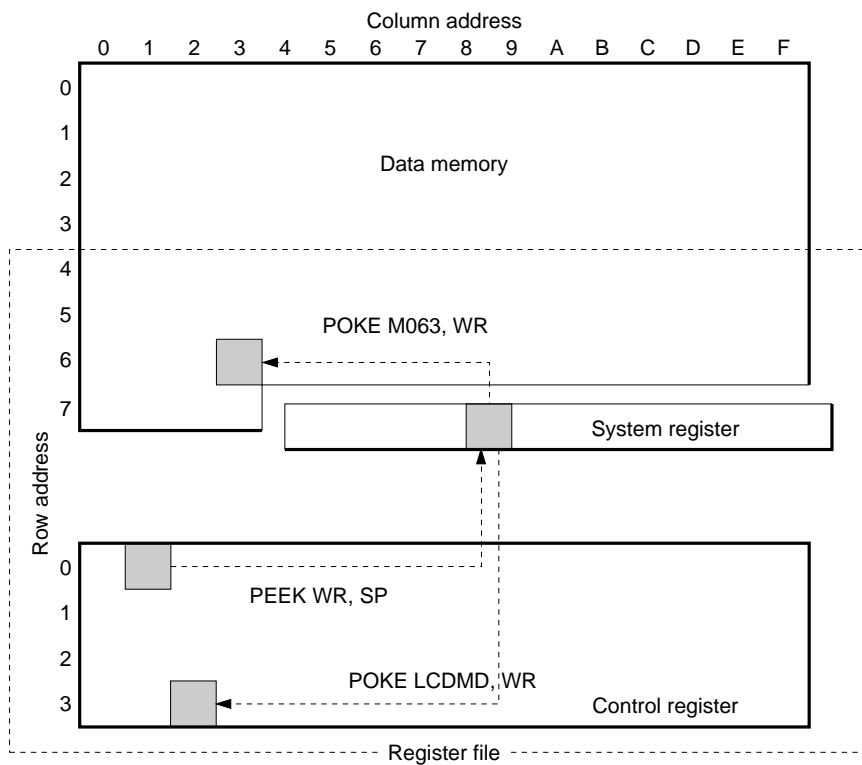 Column address
0 1 2 3 4 5 6 7 8 9 A B C D E F
0
1
Data memory
2
3
4
5
POKE M063, WR
6
7
System register
Row address
0
PEEK WR, SP
1
2
POKE LCDMD, WR
3
Control register
Register file